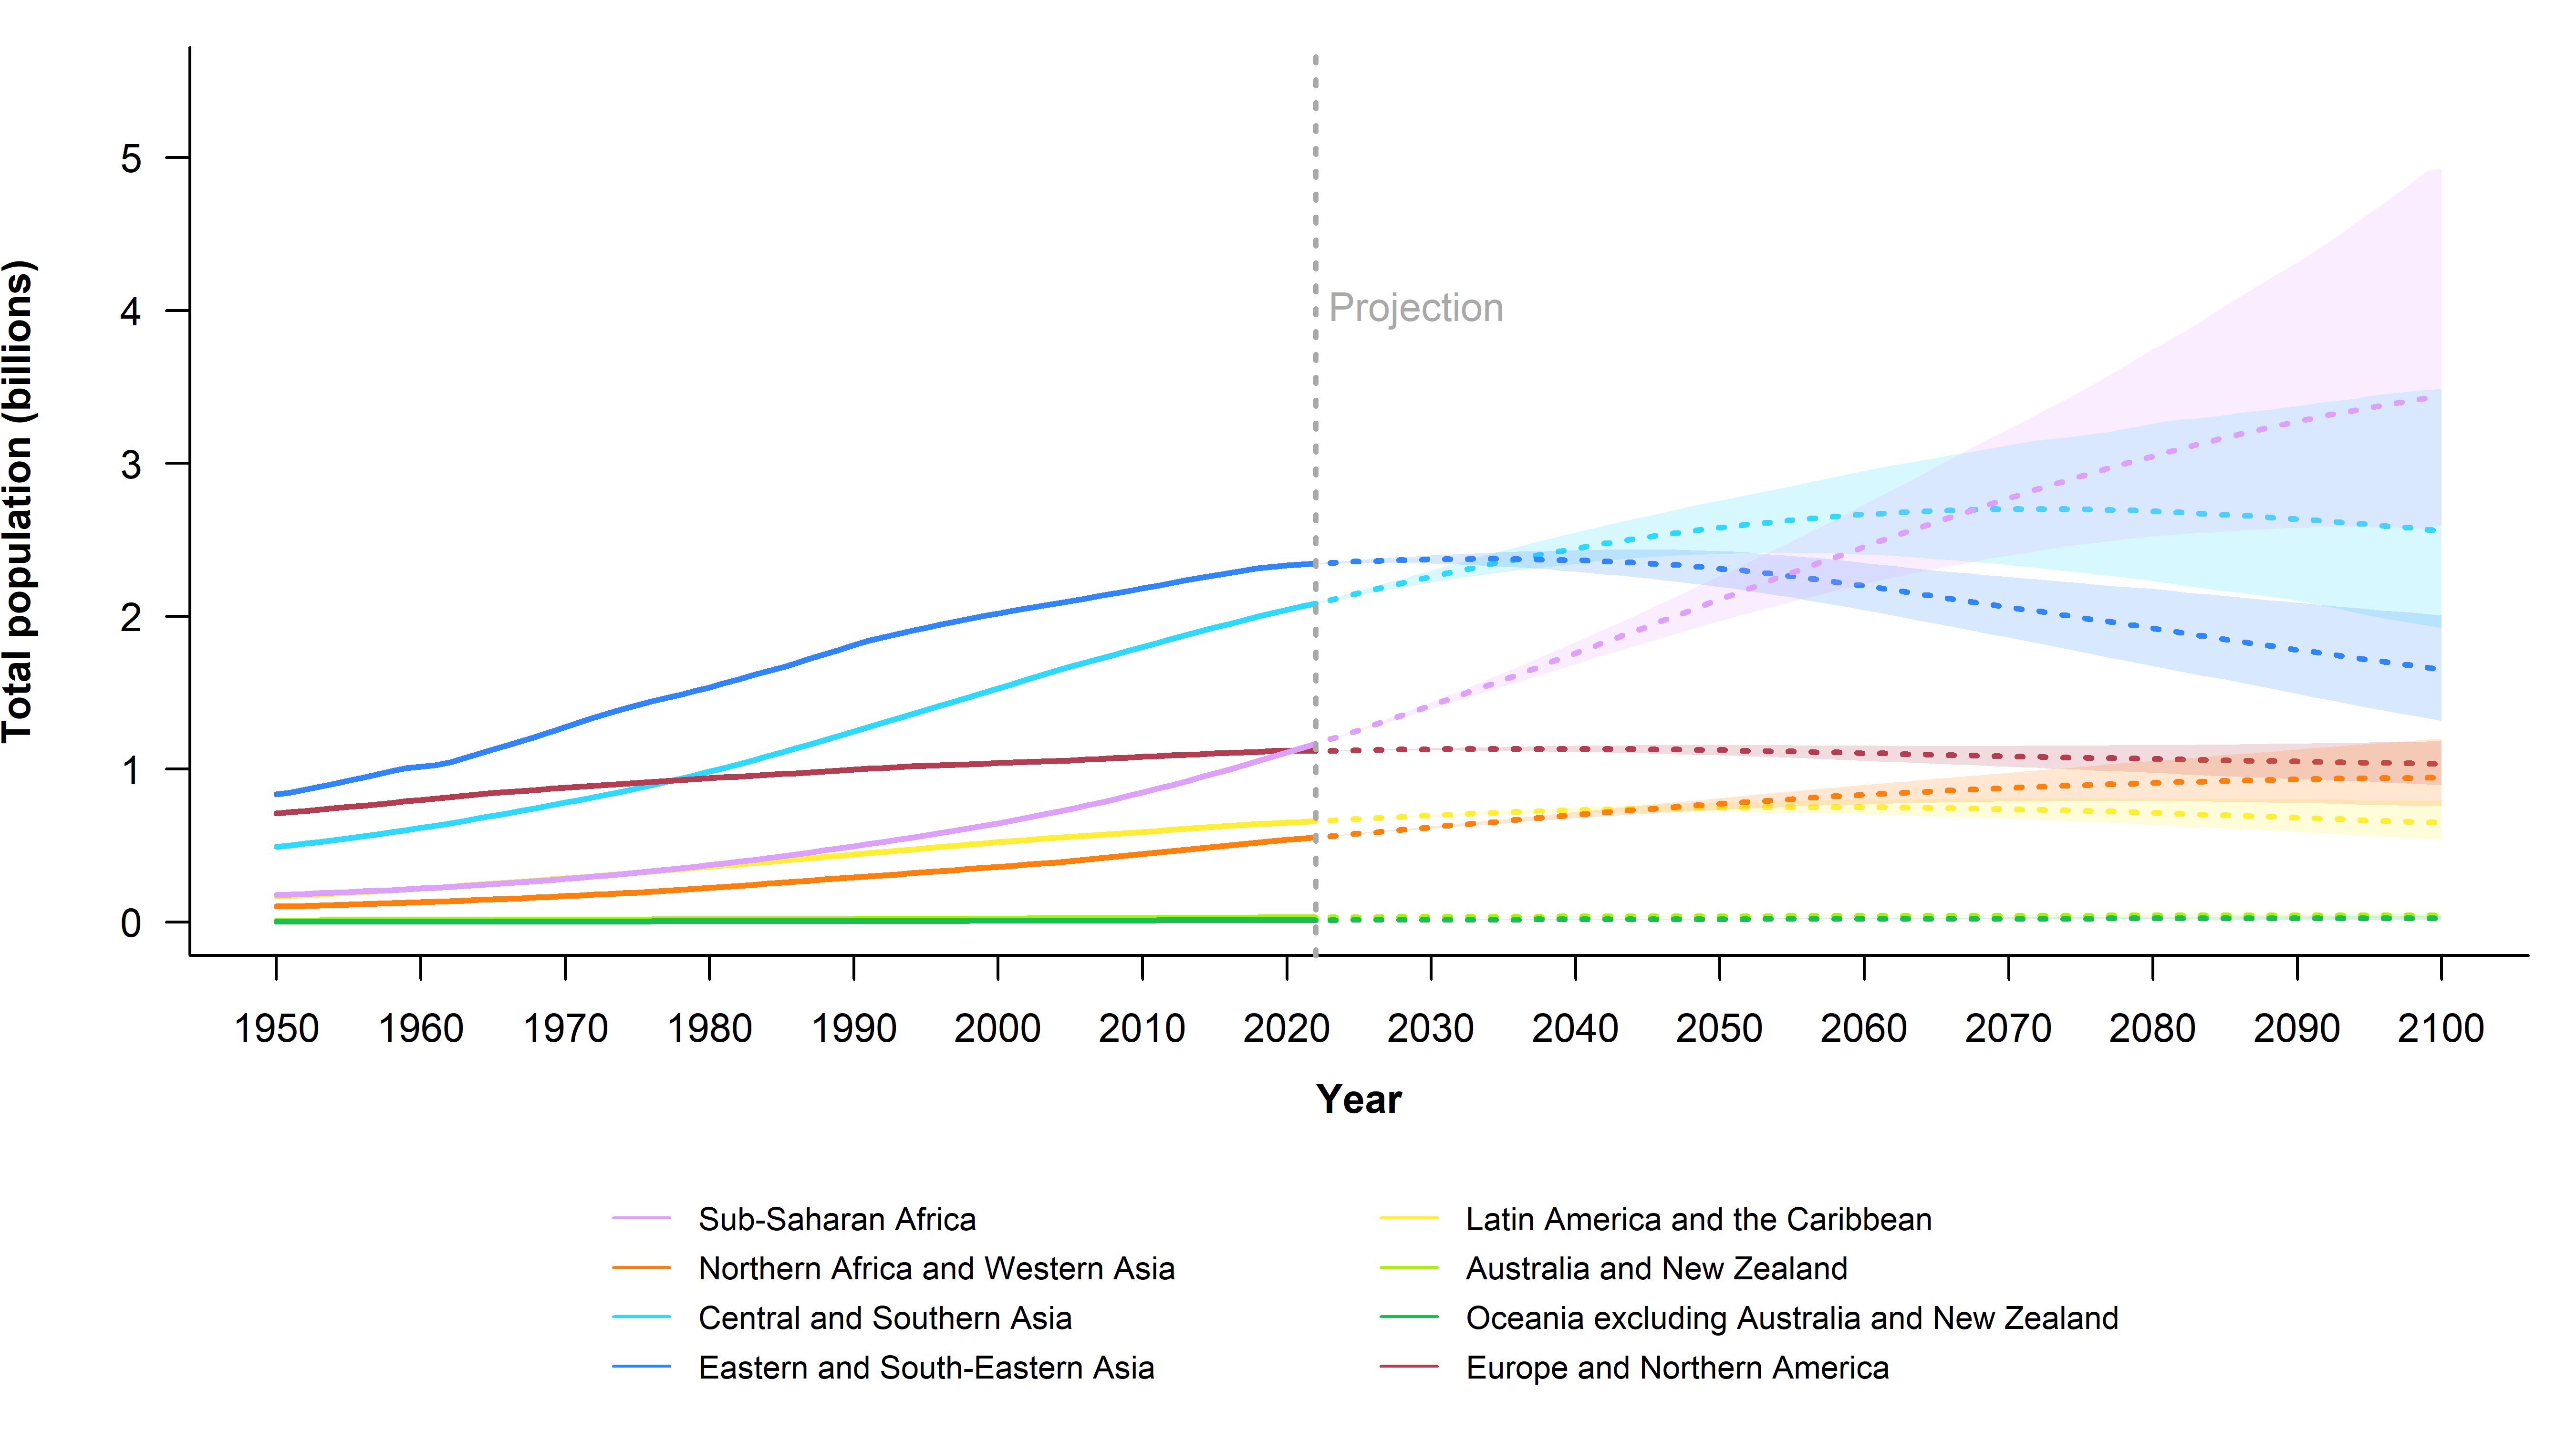 Total population (billions)
5
4
3
2
1
0
Projection
1950 1960 1970 1980 1990 2000 2010 2020 2030 2040 2050 2060 2070 2080 2090 2100
Year
Sub-Saharan Africa
Northern Africa and Western Asia
Central and Southern Asia
Eastern and South-Eastern Asia
Latin America and the Caribbean
Australia and New Zealand
Oceania excluding Australia and New Zealand
Europe and Northern America